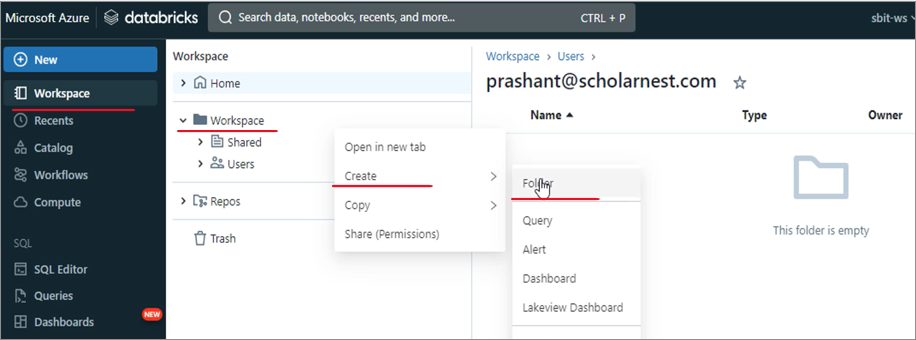 Microsoft Azure databricks Search data, notebooks, recents, and more... CTRL + P sbit-ws
New
Workspace
Recents
Catalog
Workflows
Compute
SQL
SQL Editor
Queries
Dashboards NEW
Workspace
Home
Workspace
Shared
Users
Repos
Trash
Open in new tab
Create
Copy
Share (Permissions)
Folder
Query
Alert
Dashboard
Lakeview Dashboard
Workspace > Users >
prashant@scholarnest.com
Name Type Owner
This folder is empty